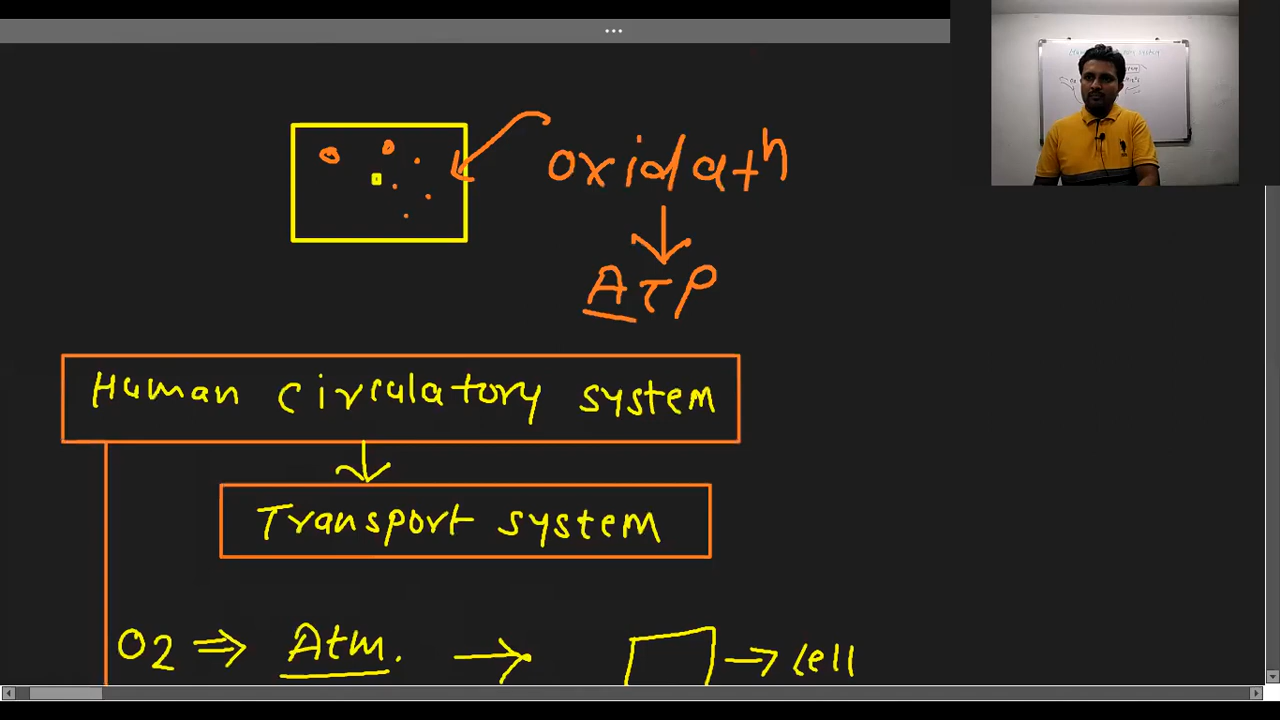 oxidatn
ATP
Human circulatory system
Transport system
O2 ⇒ Atm. → → cell